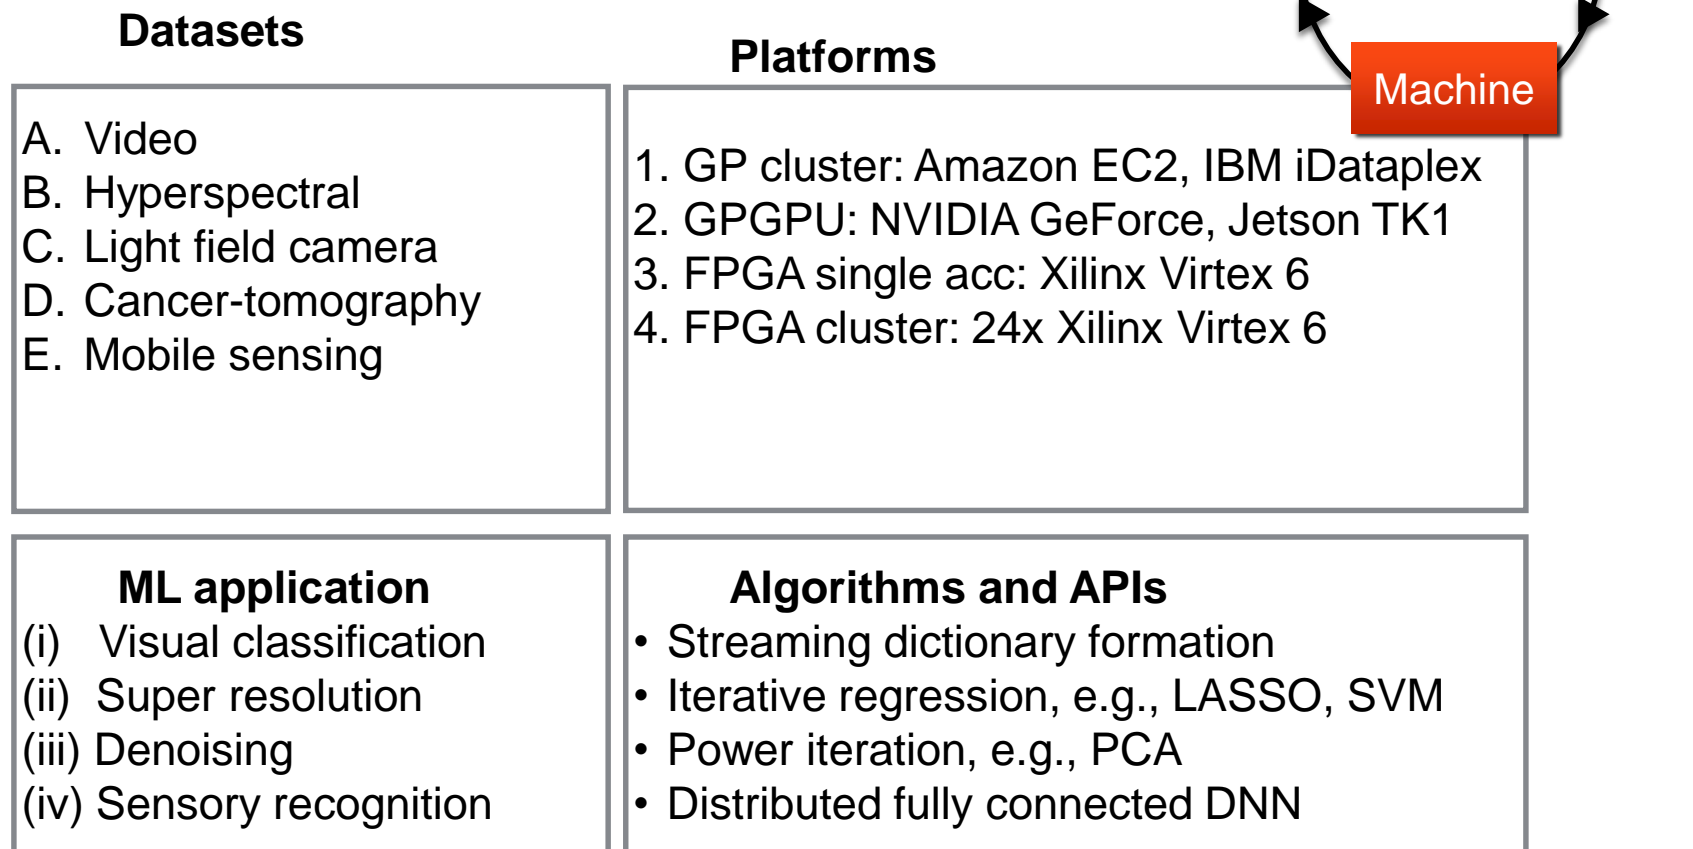 Datasets
A. Video
B. Hyperspectral
C. Light field camera
D. Cancer-tomography
E. Mobile sensing
Platforms
Machine
1. GP cluster: Amazon EC2, IBM iDataplex
2. GPGPU: NVIDIA GeForce, Jetson TK1
3. FPGA single acc: Xilinx Virtex 6
4. FPGA cluster: 24x Xilinx Virtex 6
ML application
(i) Visual classification
(ii) Super resolution
(iii) Denoising
(iv) Sensory recognition
Algorithms and APIs
• Streaming dictionary formation
• Iterative regression, e.g., LASSO, SVM
• Power iteration, e.g., PCA
• Distributed fully connected DNN